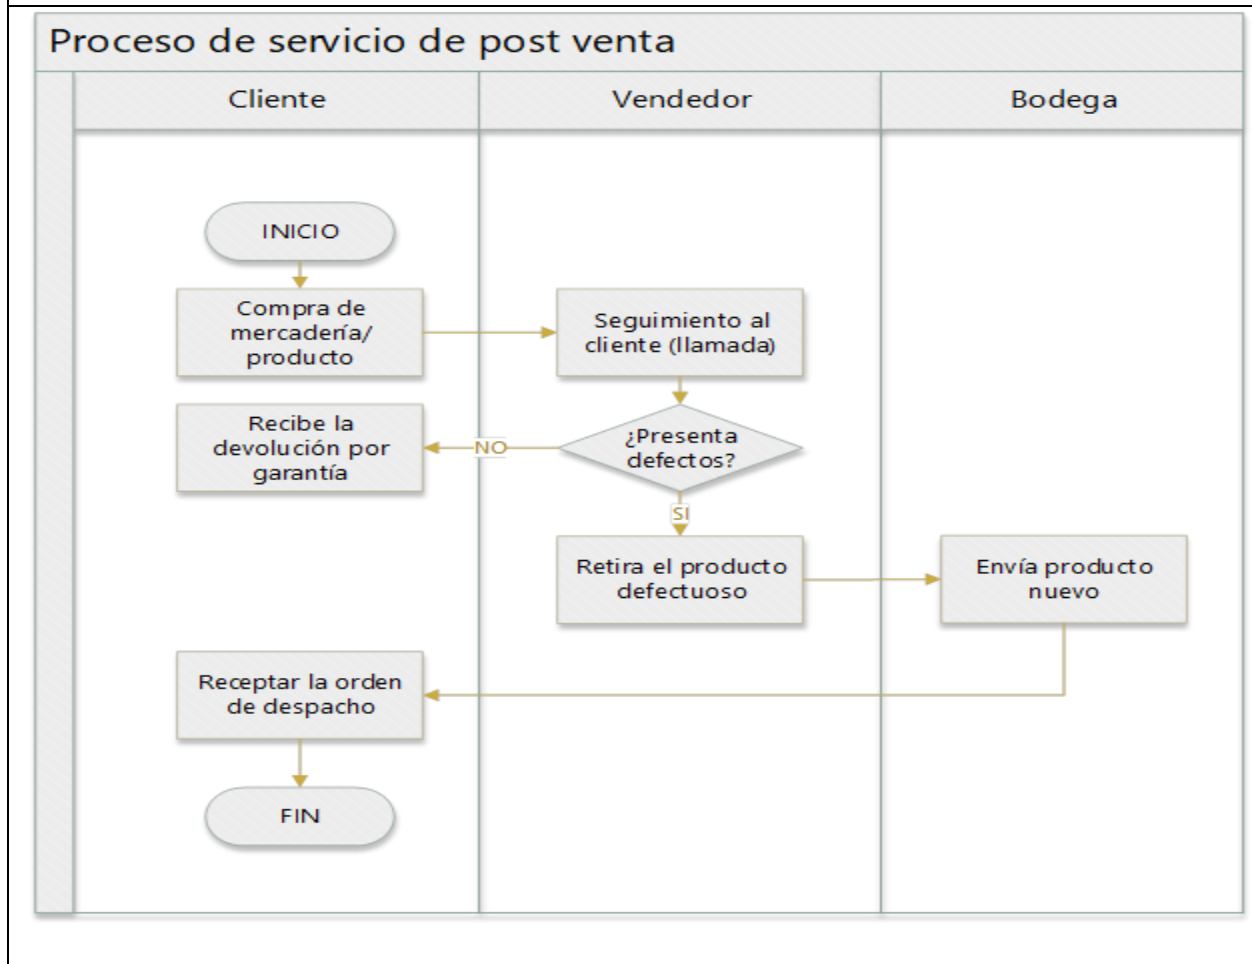 Proceso de servicio de post venta
Cliente
Vendedor
Bodega
INICIO
Compra de
mercadería/
producto
Seguimiento al
cliente (llamada)
Recibe la
devolución por
garantía
NO
¿Presenta
defectos?
SI
Retira el producto
defectuoso
Envía producto
nuevo
Receptar la orden
de despacho
FIN